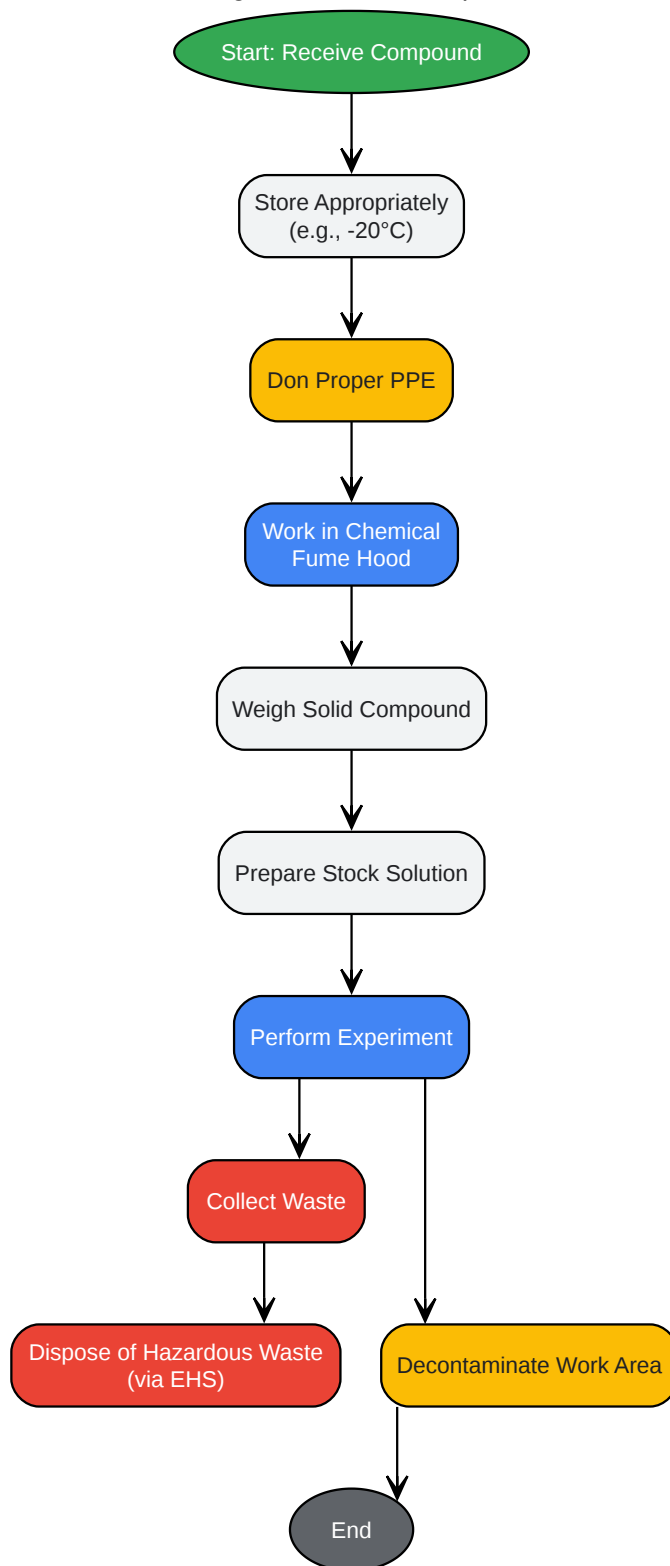 Start: Receive Compound
Store Appropriately
(e.g., -20°C)
Don Proper PPE
Work in Chemical
Fume Hood
Weigh Solid Compound
Prepare Stock Solution
Perform Experiment
Collect Waste
Dispose of Hazardous Waste
(via EHS)
Decontaminate Work Area
End